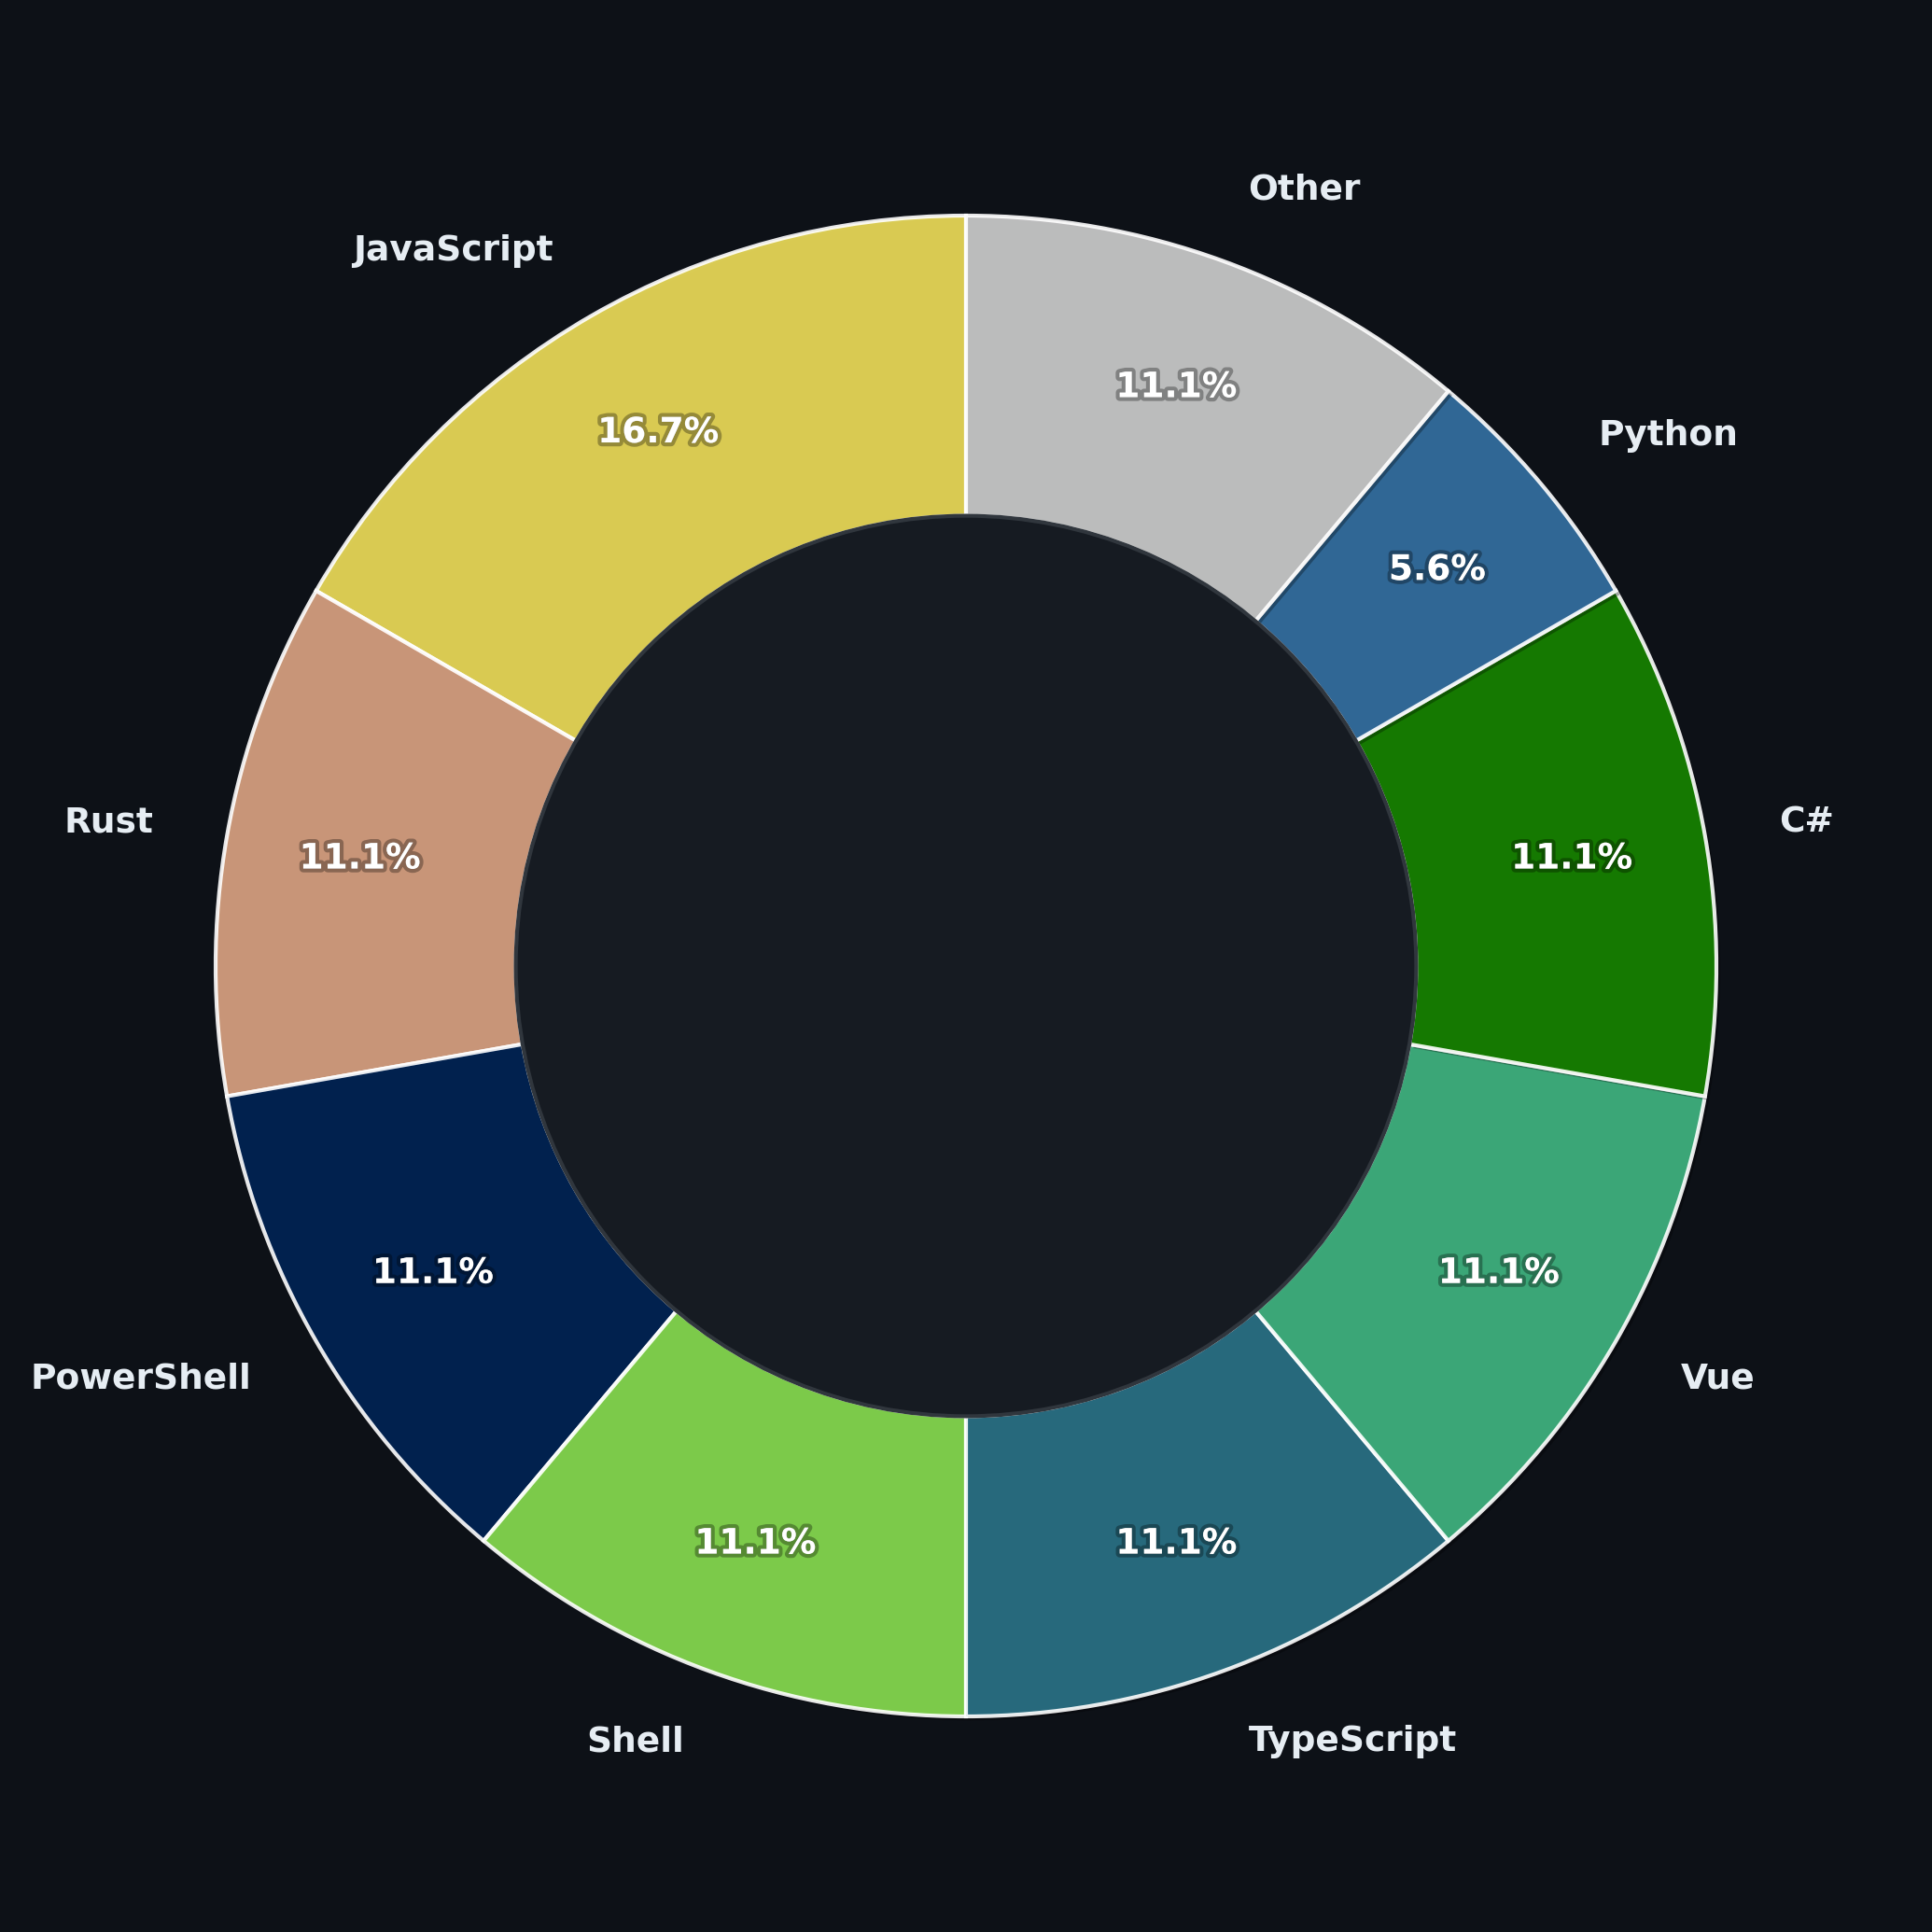 Other
JavaScript
11.1%
16.7%
Python
5.6%
Rust
C#
11.1%
11.1%
11.1%
11.1%
PowerShell
Vue
11.1%
11.1%
Shell
TypeScript